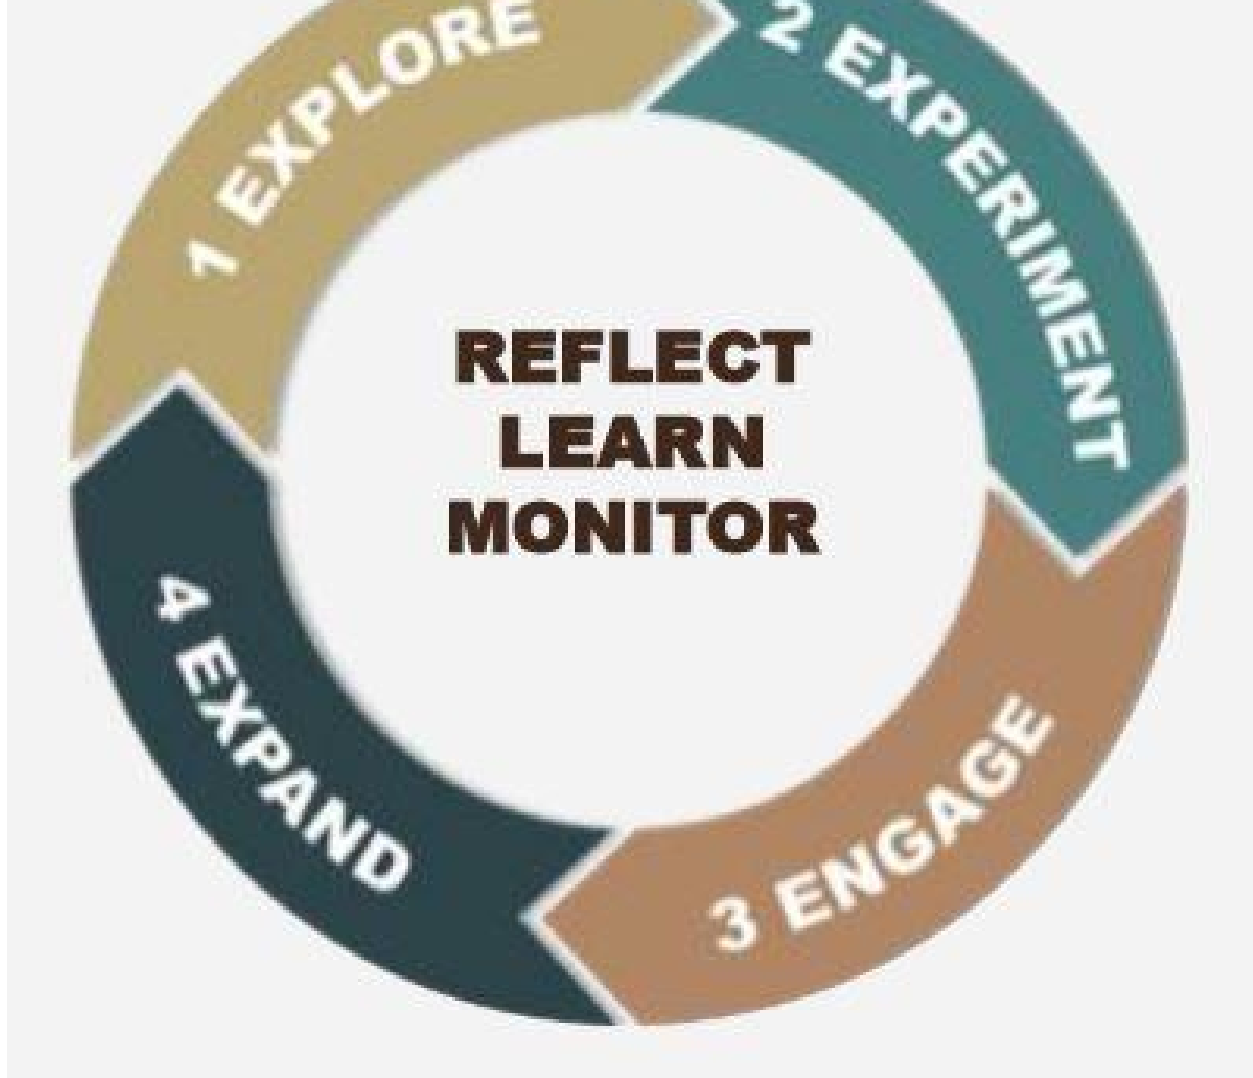 1 EXPLORE
2 EXPERIMENT
3 ENGAGE
4 EXPAND
REFLECT
LEARN
MONITOR